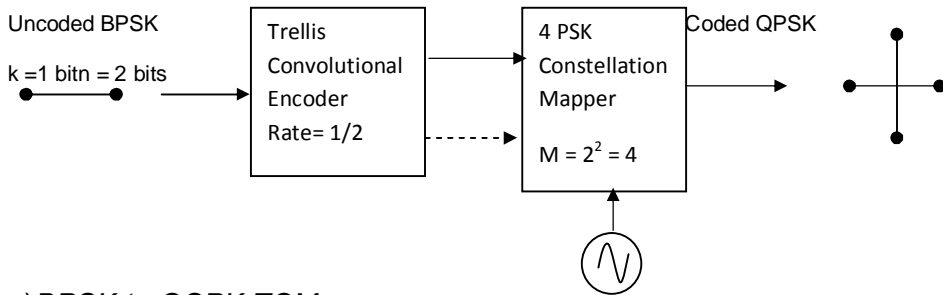 Uncoded BPSK
k =1 bitn = 2 bits
Trellis
Convolutional
Encoder
Rate= 1/2
4 PSK
Constellation
Mapper
M = 2² = 4
Coded QPSK
BPSK